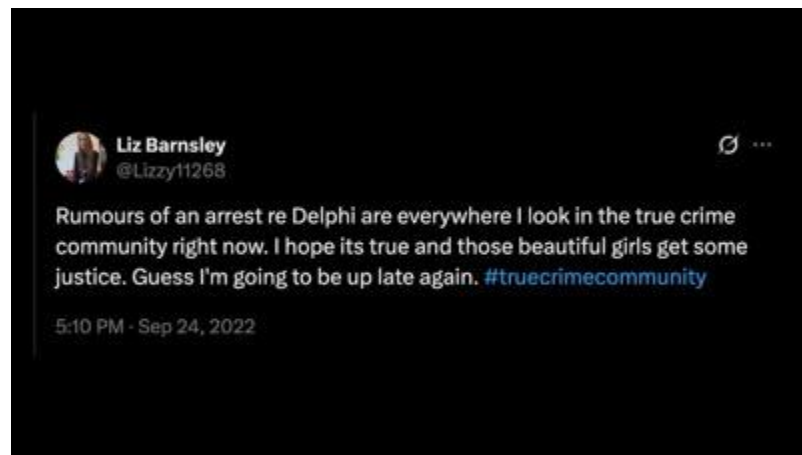 Liz Barnsley
@Lizzy11268
Rumours of an arrest re Delphi are everywhere I look in the true crime
community right now. I hope its true and those beautiful girls get some
justice. Guess I'm going to be up late again. #truecrimecommunity
5:10 PM · Sep 24, 2022